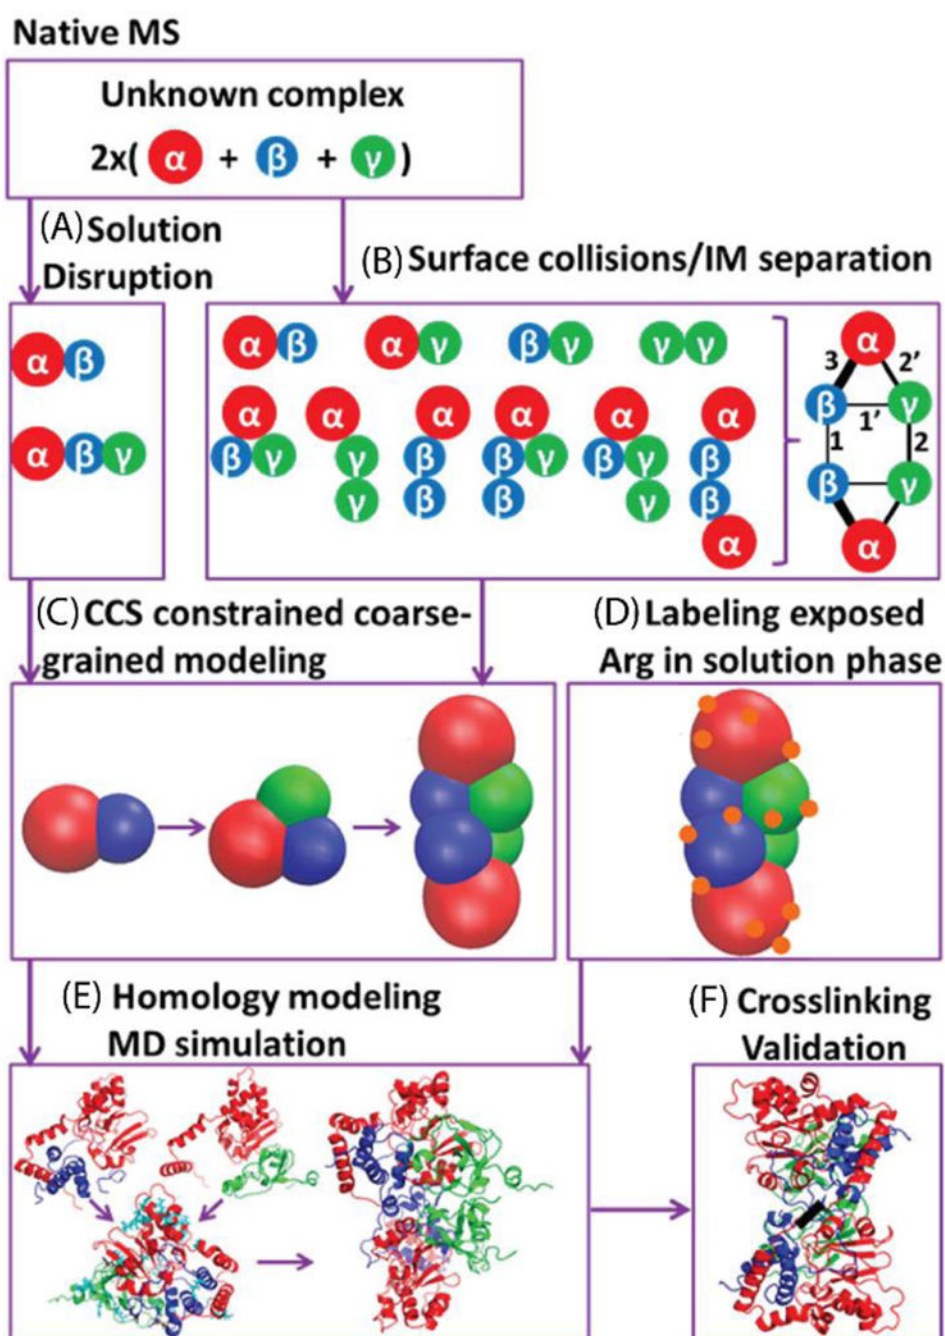 Native MS
Unknown complex
2x( α + β + γ )
(A) Solution
Disruption
(B) Surface collisions/IM separation
α β
α β γ
α β α γ β γ γ γ
α α α α α α
β γ γ β β γ β γ β
γ β β γ β
α
α
3 2'
β γ
1'
1 2
β γ
α
(C) CCS constrained coarse-
grained modeling
(D) Labeling exposed
Arg in solution phase
(E) Homology modeling
MD simulation
(F) Crosslinking
Validation